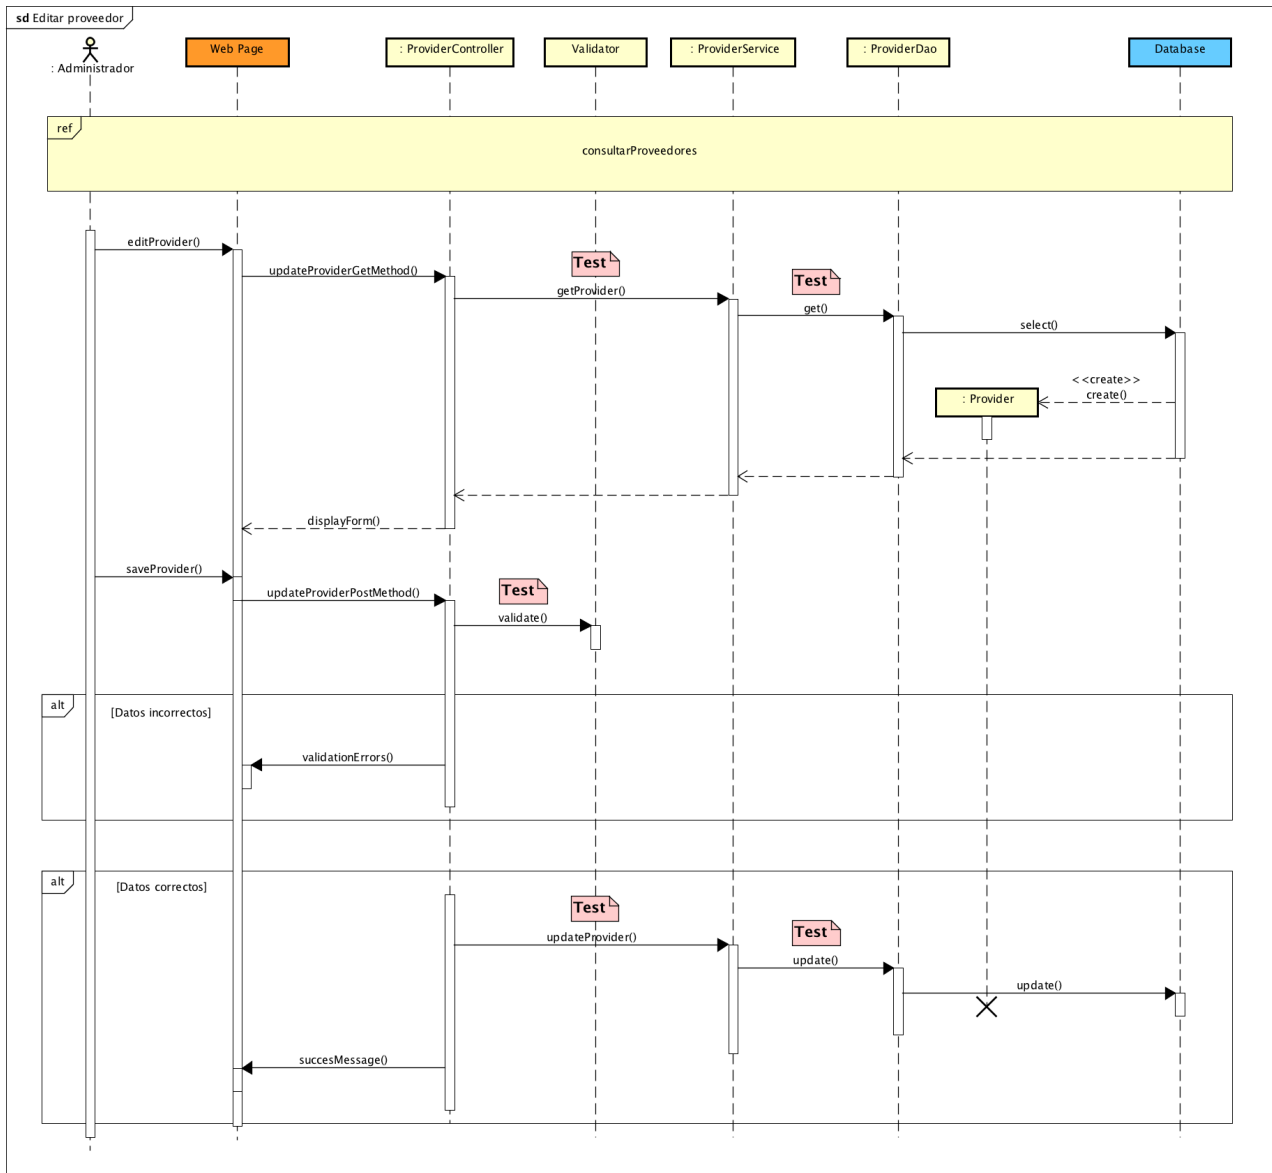 sd Editar proveedor
: Administrador
Web Page
: ProviderController
Validator
: ProviderService
: ProviderDao
Database
ref
consultarProveedores
editProvider()
updateProviderGetMethod()
Test
getProvider()
Test
get()
select()
<<create>>
create()
: Provider
displayForm()
saveProvider()
updateProviderPostMethod()
Test
validate()
alt
[Datos incorrectos]
validationErrors()
alt
[Datos correctos]
Test
updateProvider()
Test
update()
update()
succesMessage()